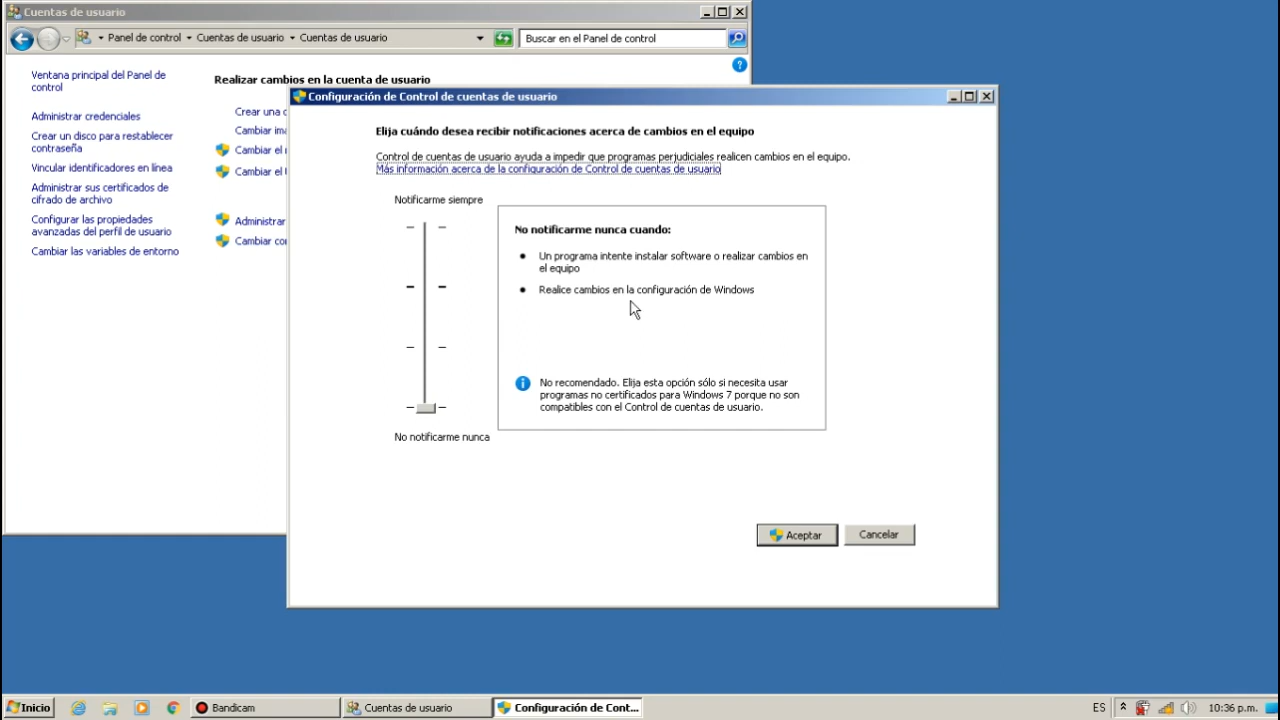 Cuentas de usuario
Panel de control
Cuentas de usuario
Cuentas de usuario
Buscar en el Panel de control
Ventana principal del Panel de
control
Administrar credenciales
Crear un disco para restablecer
contraseña
Vincular identificadores en línea
Administrar sus certificados de
cifrado de archivo
Configurar las propiedades
avanzadas del perfil de usuario
Cambiar las variables de entorno
Realizar cambios en la cuenta de usuario
Crear una
Cambiar
Cambiar el
Cambiar el
Administrar
Cambiar
Configuración de Control de cuentas de usuario
Elija cuándo desea recibir notificaciones acerca de cambios en el equipo
Control de cuentas de usuario ayuda a impedir que programas perjudiciales realicen cambios en el equipo.
Más información acerca de la configuración de Control de cuentas de usuario
Notificarme siempre
No notificarme nunca cuando:
Un programa intente instalar software o realizar cambios en
el equipo
Realice cambios en la configuración de Windows
No recomendado. Elija esta opción sólo si necesita usar
programas no certificados para Windows 7 porque no son
compatibles con el Control de cuentas de usuario.
No notificarme nunca
Aceptar
Cancelar
Inicio
Bandicam
Cuentas de usuario
Configuración de Cont...
ES
10:36 p.m.